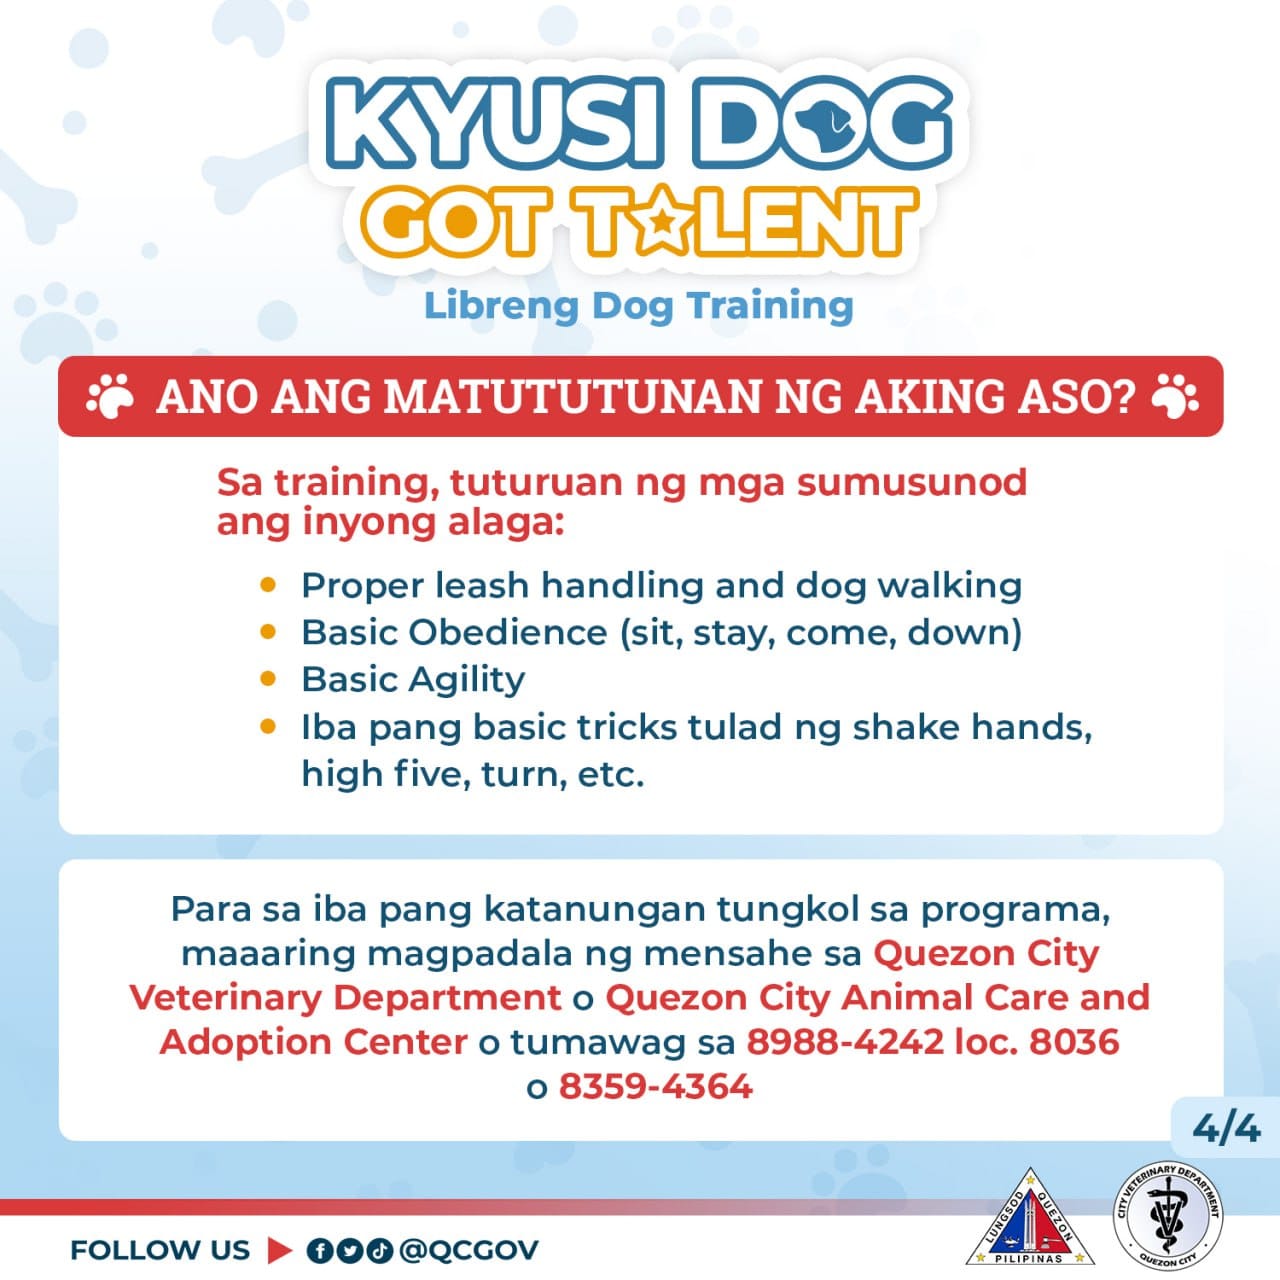 KYUSI DOG
GOT TALENT
Libreng Dog Training
ANO ANG MATUTUTUNAN NG AKING ASO?
Sa training, tuturuan ng mga sumusunod
ang inyong alaga:
• Proper leash handling and dog walking
• Basic Obedience (sit, stay, come, down)
• Basic Agility
• Iba pang basic tricks tulad ng shake hands,
high five, turn, etc.
Para sa iba pang katanungan tungkol sa programa,
maaaring magpadala ng mensahe sa Quezon City
Veterinary Department o Quezon City Animal Care and
Adoption Center o tumawag sa 8988-4242 loc. 8036
o 8359-4364
4/4
FOLLOW US @QCGOV
LUNGSOD QUEZON
PILIPINAS
CITY VETERINARY DEPARTMENT
QUEZON CITY